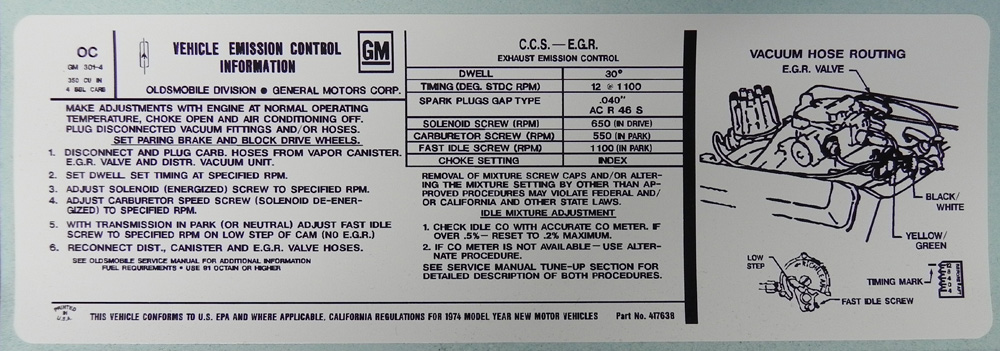 OC
GM 301-4
350 CU IN
4 BBL CARB
VEHICLE EMISSION CONTROL
INFORMATION
GM
OLDSMOBILE DIVISION ● GENERAL MOTORS CORP.
MAKE ADJUSTMENTS WITH ENGINE AT NORMAL OPERATING
TEMPERATURE, CHOKE OPEN AND AIR CONDITIONING OFF.
PLUG DISCONNECTED VACUUM FITTINGS AND/OR HOSES.
SET PARING BRAKE AND BLOCK DRIVE WHEELS.
1. DISCONNECT AND PLUG CARB. HOSES FROM VAPOR CANISTER.
E.G.R. VALVE AND DISTR. VACUUM UNIT.
2. SET DWELL. SET TIMING AT SPECIFIED RPM.
3. ADJUST SOLENOID (ENERGIZED) SCREW TO SPECIFIED RPM.
4. ADJUST CARBURETOR SPEED SCREW (SOLENOID DE-ENER-
GIZED) TO SPECIFIED RPM.
5. WITH TRANSMISSION IN PARK (OR NEUTRAL) ADJUST FAST IDLE
SCREW TO SPECIFIED RPM ON LOW STEP OF CAM (NO E.G.R.)
6. RECONNECT DIST., CANISTER AND E.G.R. VALVE HOSES.
SEE OLDSMOBILE SERVICE MANUAL FOR ADDITIONAL INFORMATION
FUEL REQUIREMENTS • USE 91 OCTAIN OR HIGHER
C.C.S. — E.G.R.
EXHAUST EMISSION CONTROL
DWELL 30°
TIMING (DEG. STDC RPM) 12 @ 1100
SPARK PLUGS GAP TYPE .040"
AC R 46 S
SOLENOID SCREW (RPM) 650 (IN DRIVE)
CARBURETOR SCREW (RPM) 550 (IN PARK)
FAST IDLE SCREW (RPM) 1100 (IN PARK)
CHOKE SETTING INDEX
REMOVAL OF MIXTURE SCREW CAPS AND/OR ALTER-
ING THE MIXTURE SETTING BY OTHER THAN AP-
PROVED PROCEDURES MAY VIOLATE FEDERAL AND/
OR CALIFORNIA AND OTHER STATE LAWS.
IDLE MIXTURE ADJUSTMENT
1. CHECK IDLE CO WITH ACCURATE CO METER. IF
OVER .5%— RESET TO .2% MAXIMUM.
2. IF CO METER IS NOT AVAILABLE — USE ALTER-
NATE PROCEDURE.
SEE SERVICE MANUAL TUNE-UP SECTION FOR
DETAILED DESCRIPTION OF BOTH PROCEDURES.
VACUUM HOSE ROUTING
E.G.R. VALVE
BLACK/
WHITE
YELLOW/
GREEN
LOW
STEP
TIMING MARK
FAST IDLE SCREW
PRINTED
IN
U.S.A.
THIS VEHICLE CONFORMS TO U.S. EPA AND WHERE APPLICABLE, CALIFORNIA REGULATIONS FOR 1974 MODEL YEAR NEW MOTOR VEHICLES
Part No. 417638